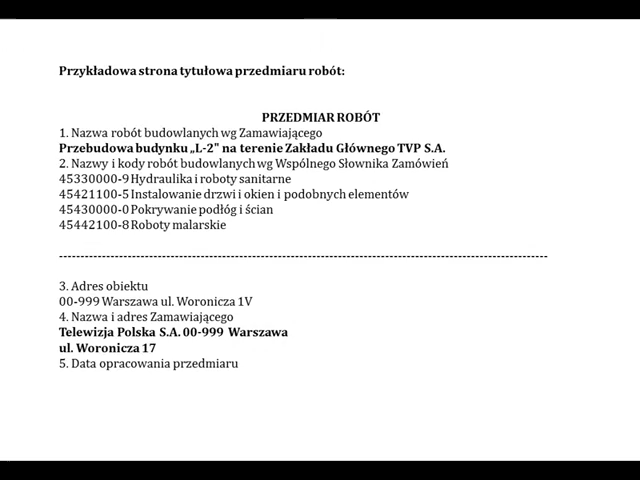 Przykładowa strona tytułowa przedmiaru robót:
PRZEDMIAR ROBÓT
1. Nazwa robót budowlanych wg Zamawiającego
Przebudowa budynku „L-2" na terenie Zakładu Głównego TVP S.A.
2. Nazwy i kody robót budowlanych wg Wspólnego Słownika Zamówień
45330000-9 Hydraulika i roboty sanitarne
45421100-5 Instalowanie drzwi i okien i podobnych elementów
45430000-0 Pokrywanie podłóg i ścian
45442100-8 Roboty malarskie
-----------------------------------------------------------------------------------------------------------------
3. Adres obiektu
00-999 Warszawa ul. Woronicza 1V
4. Nazwa i adres Zamawiającego
Telewizja Polska S.A. 00-999 Warszawa
ul. Woronicza 17
5. Data opracowania przedmiaru